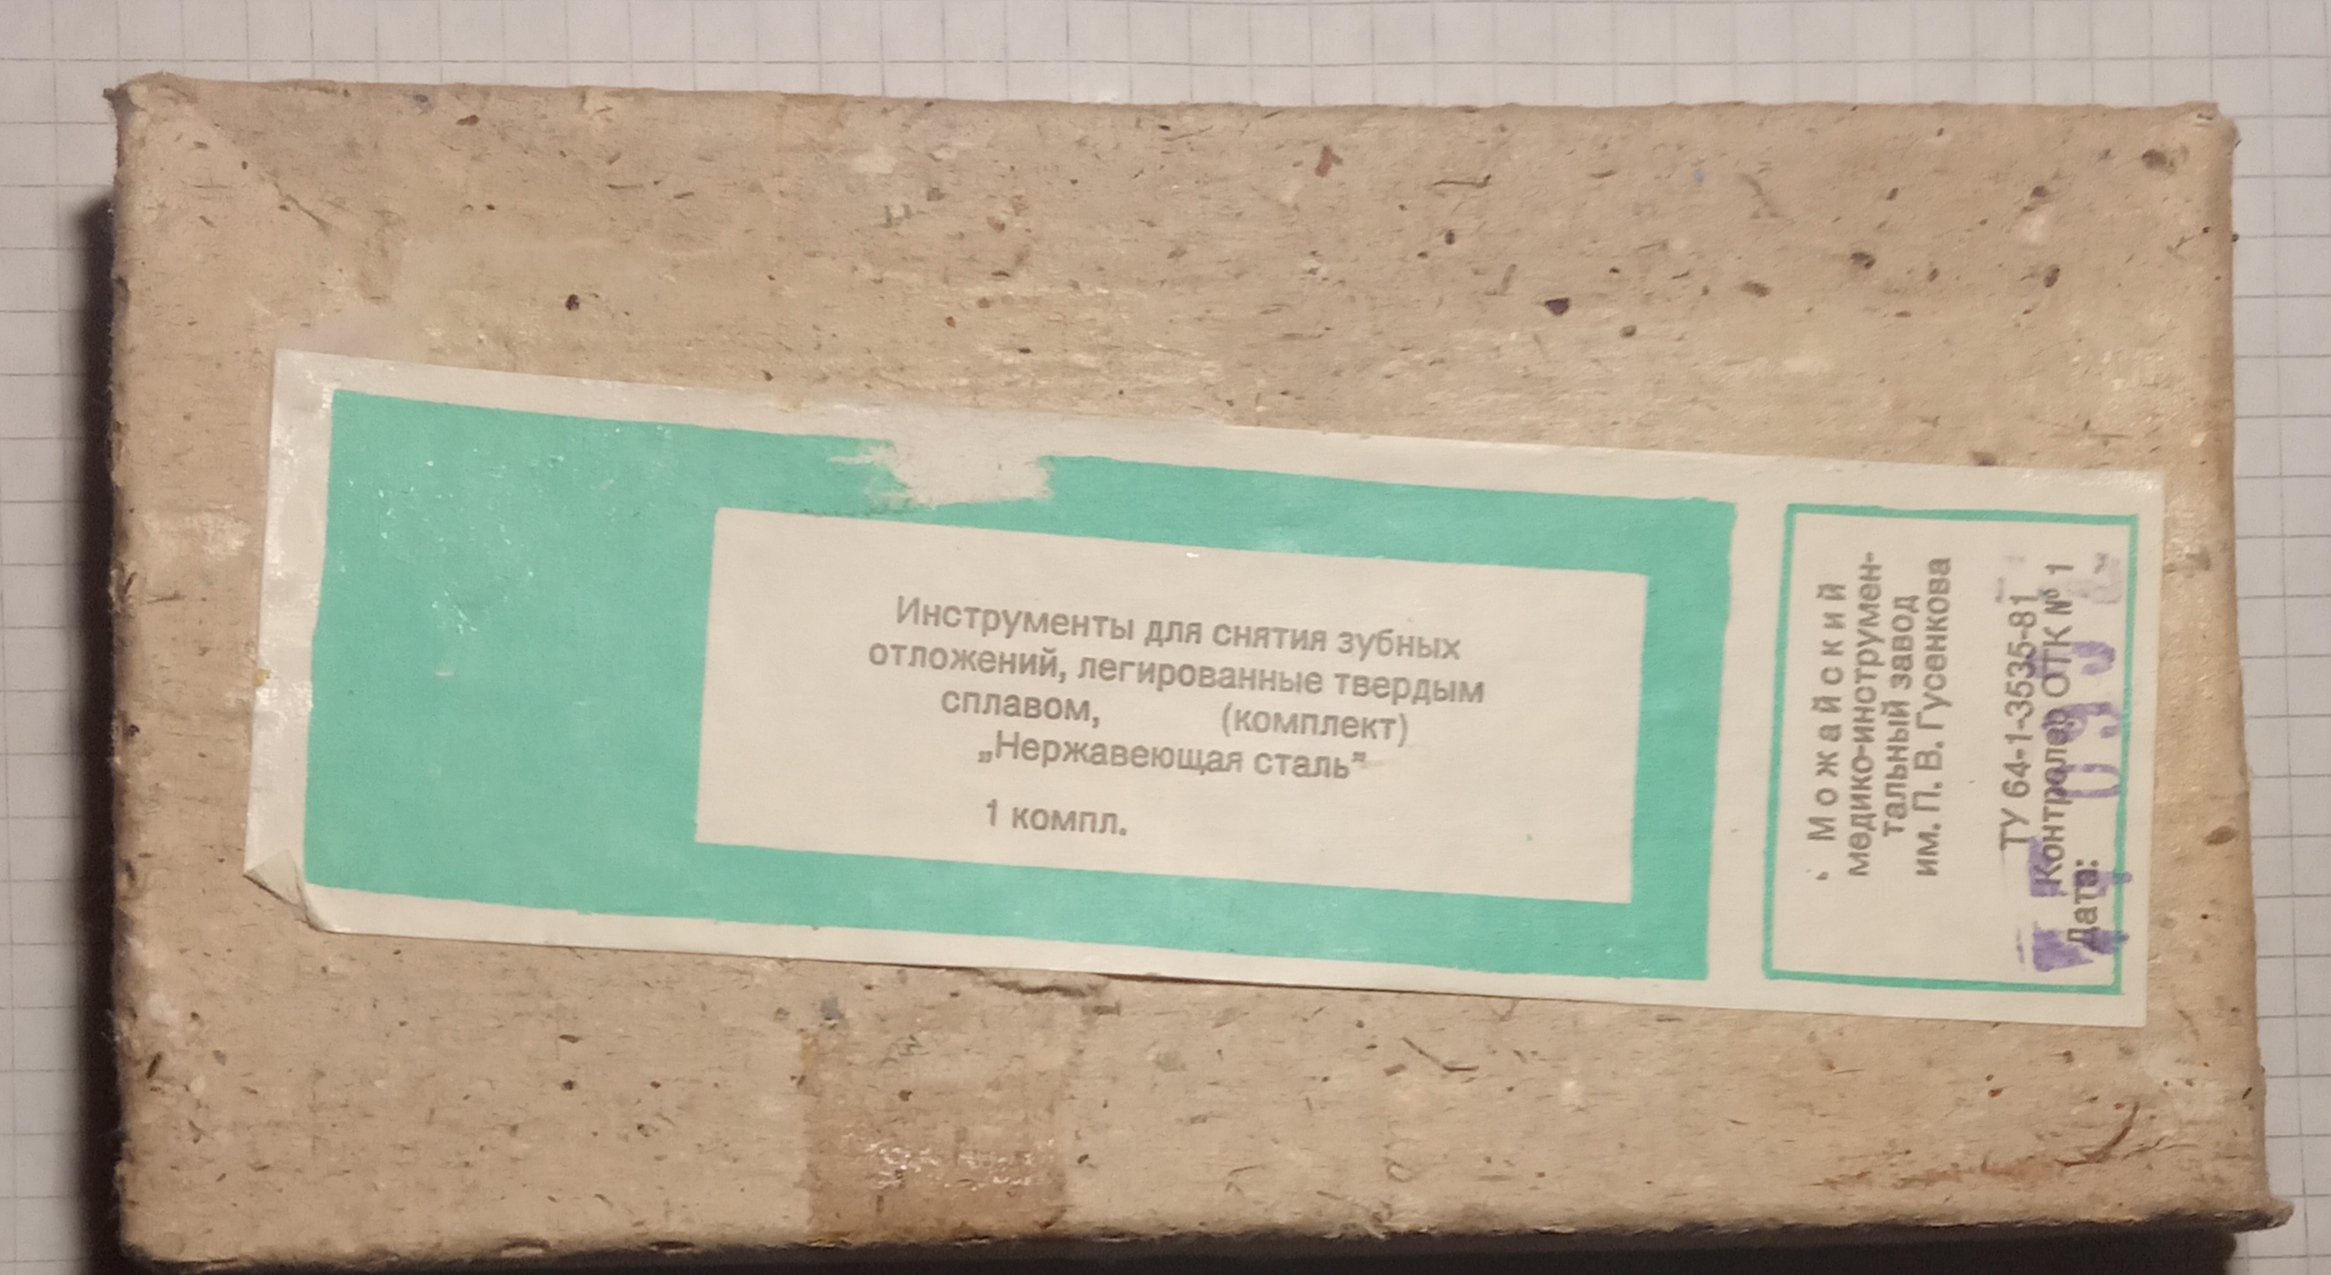 Инструменты для снятия зубных
отложений, легированные твердым
сплавом, (комплект)
„Нержавеющая сталь”
1 компл.
Можайский
медико-инструмен-
тальный завод
им. П. В. Гусенкова
ТУ 64-1-3535-81
Контролер ОТК № 1
Дата: